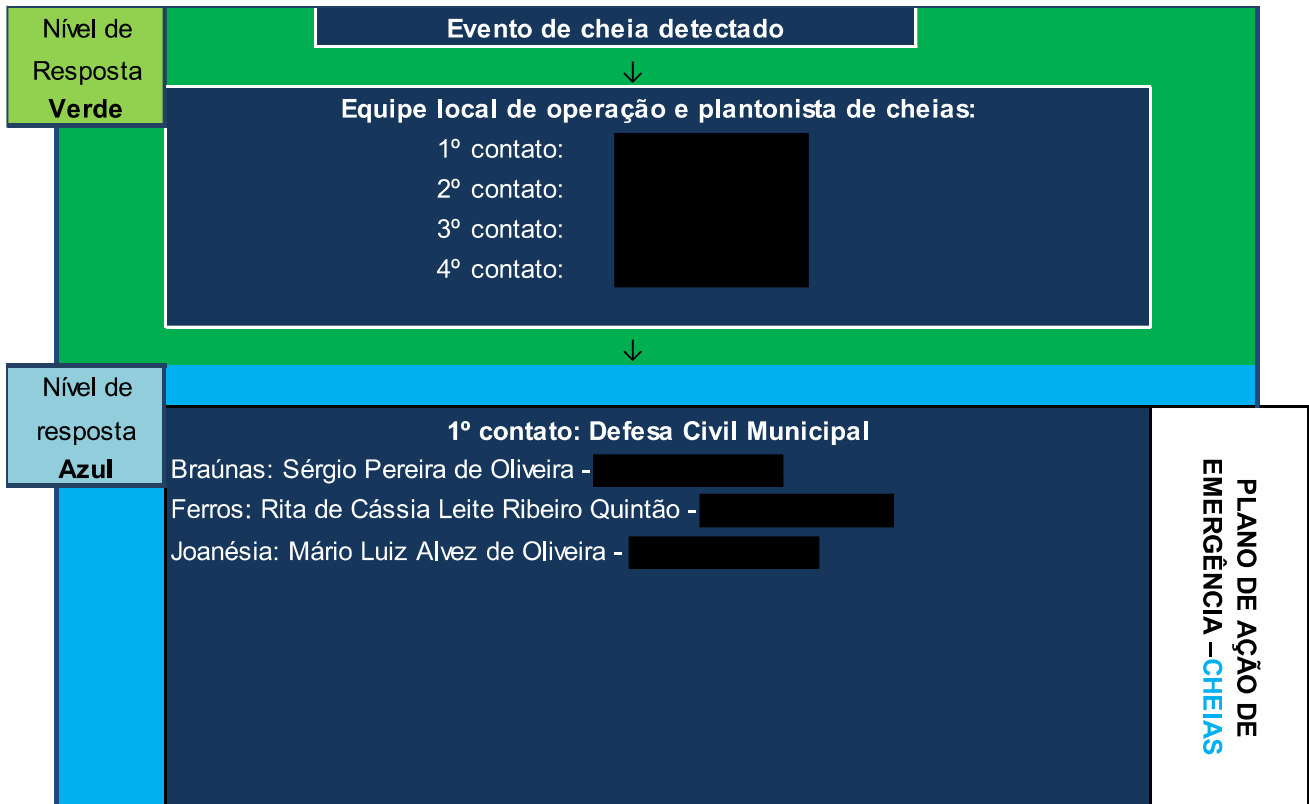 Nível de
Resposta
Verde
Evento de cheia detectado
↓
Equipe local de operação e plantonista de cheias:
1º contato:
2º contato:
3º contato:
4º contato:
↓
Nível de
resposta
Azul
1º contato: Defesa Civil Municipal
Braúnas: Sérgio Pereira de Oliveira -
Ferros: Rita de Cássia Leite Ribeiro Quintão -
Joanésia: Mário Luiz Alvez de Oliveira -
PLANO DE AÇÃO DE
EMERGÊNCIA –CHEIAS